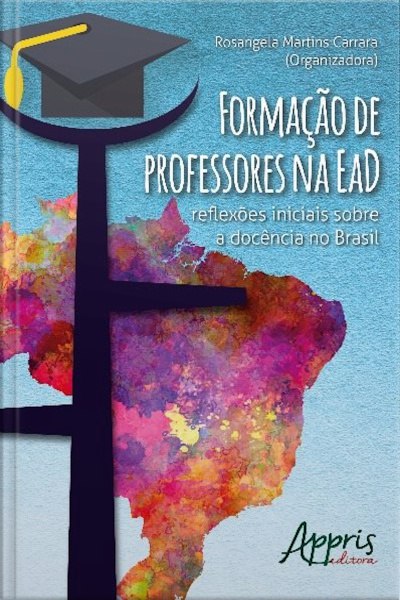 Rosangela Martins Carrara
(Organizadora)
FORMAÇÃO DE
PROFESSORES NA EAD
reflexões iniciais sobre
a docência no Brasil
Appris
editora